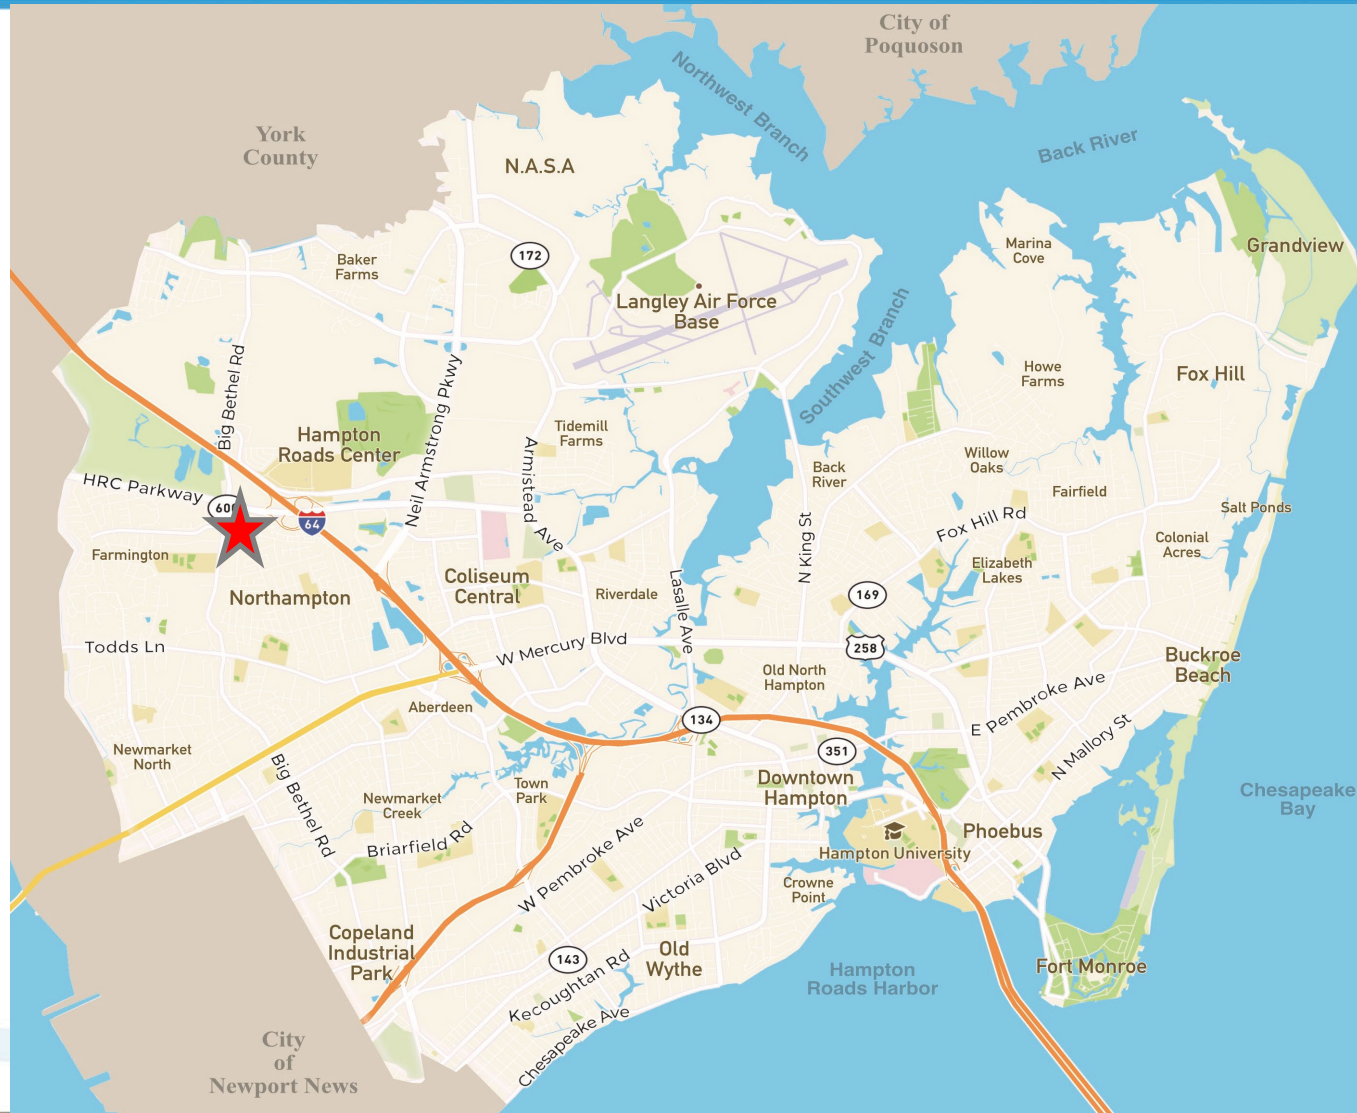 City of
Poquoson
Northwest Branch
York
County
Back River
N.A.S.A
172
Baker
Farms
Marina
Cove
Grandview
Langley Air Force
Base
Southwest Branch
Big Bethel Rd
Neil Armstrong Pkwy
Howe
Farms
Fox Hill
Hampton
Roads Center
Tidemill
Farms
Armistead
Ave
Back
River
Willow
Oaks
Fairfield
HRC Parkway
64
Salt Ponds
N King St
Fox Hill Rd
Colonial
Acres
Farmington
Elizabeth
Lakes
Northampton
Coliseum
Central
Riverdale
Lasalle Ave
169
Todds Ln
W Mercury Blvd
258
Buckroe
Beach
Old North
Hampton
Aberdeen
134
E Pembroke Ave
351
N Mallory St
Newmarket
North
Big Bethel Rd
Newmarket
Creek
Town
Park
Downtown
Hampton
Chesapeake
Bay
Briarfield Rd
W Pembroke Ave
Victoria Blvd
Hampton University
Phoebus
Crowne
Point
Copeland
Industrial
Park
143
Old
Wythe
Kecoughtan Rd
Hampton
Roads Harbor
Fort Monroe
Chesapeake Ave
City
of
Newport News